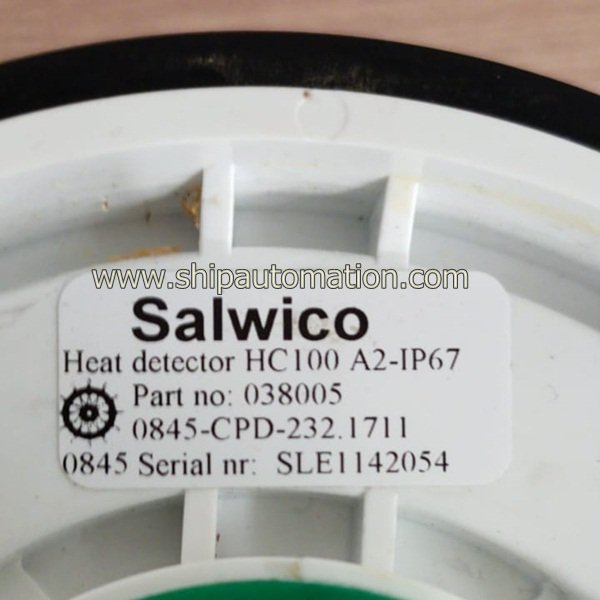 www.shipautomation.com
Salwico
Heat detector HC100 A2-IP67
Part no: 038005
0845-CPD-232.1711
0845 Serial nr: SLE1142054